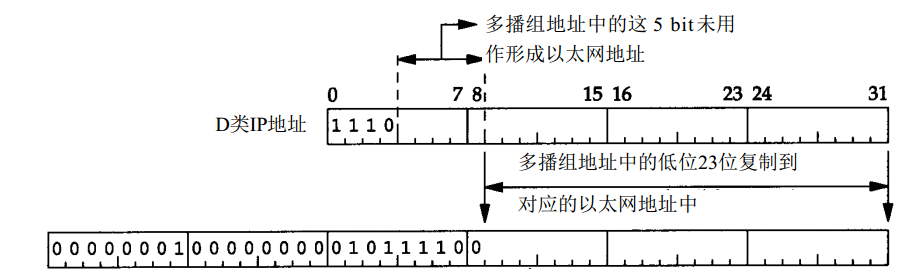 多播组地址中的这 5 bit未用
作形成以太网地址
0 7 8 15 16 23 24 31
D类IP地址 1 1 1 0
多播组地址中的低位23位复制到
对应的以太网地址中
0 0 0 0 0 0 0 1 0 0 0 0 0 0 0 0 0 1 0 1 1 1 1 0 0